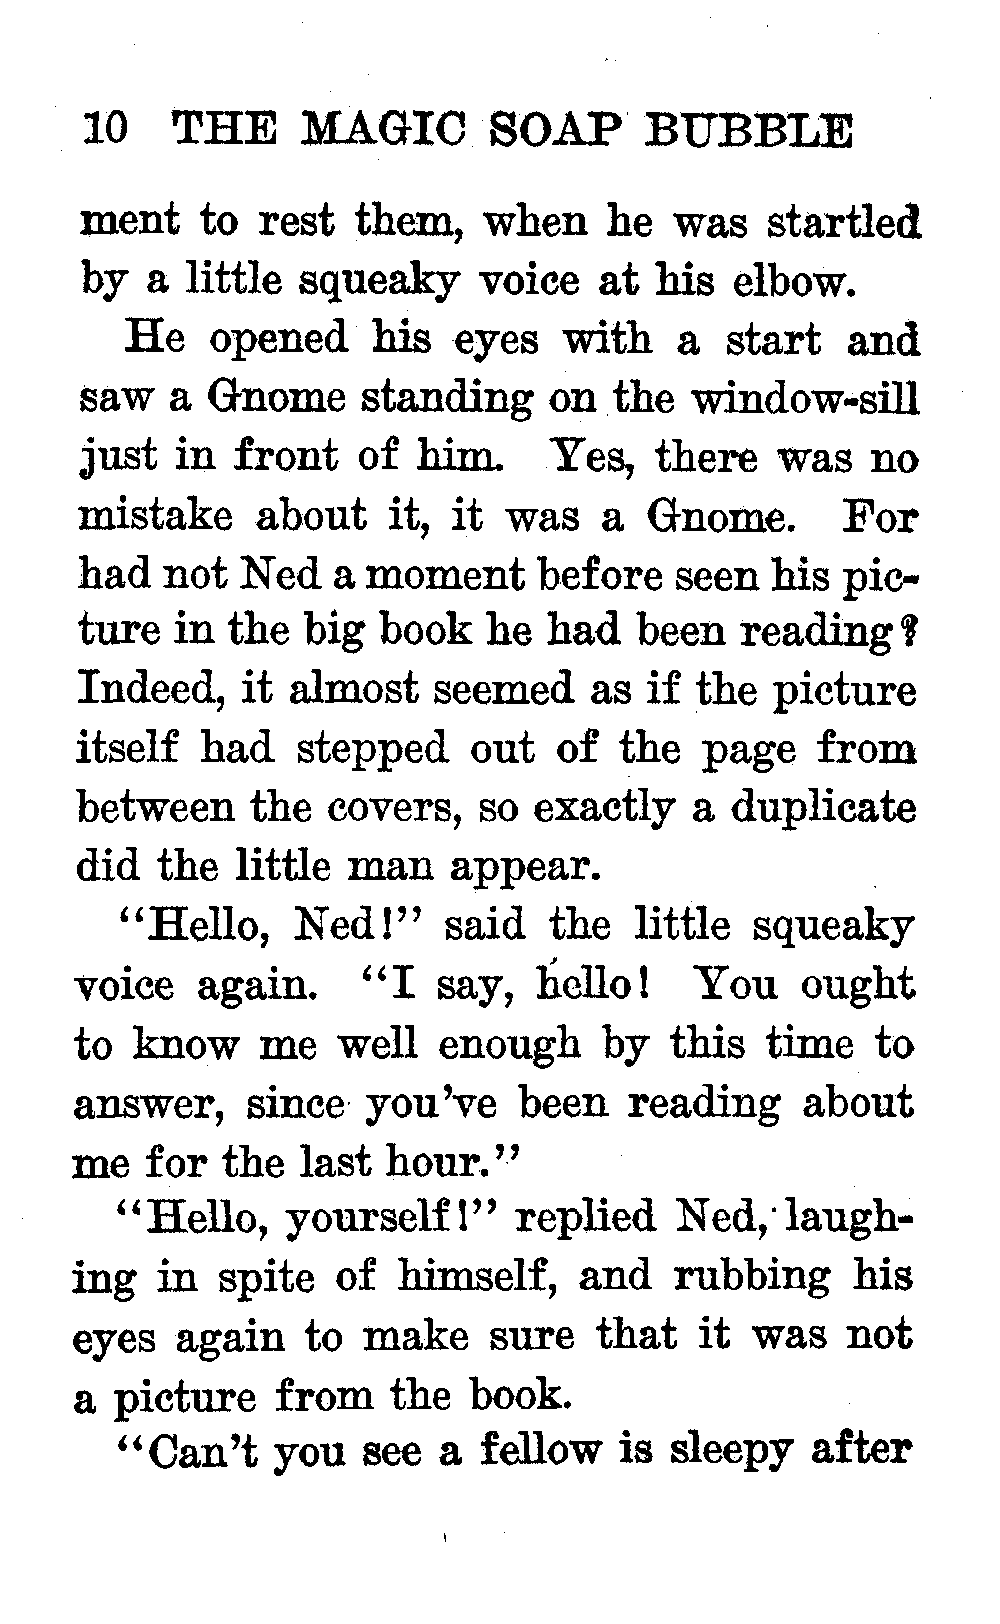 10 THE MAGIC SOAP BUBBLE
ment to rest them, when he was startled
by a little squeaky voice at his elbow.
He opened his eyes with a start and
saw a Gnome standing on the window-sill
just in front of him. Yes, there was no
mistake about it, it was a Gnome. For
had not Ned a moment before seen his pic-
ture in the big book he had been reading?
Indeed, it almost seemed as if the picture
itself had stepped out of the page from
between the covers, so exactly a duplicate
did the little man appear.
“Hello, Ned!” said the little squeaky
voice again. “I say, hello! You ought
to know me well enough by this time to
answer, since you’ve been reading about
me for the last hour.”
“Hello, yourself!” replied Ned, laugh-
ing in spite of himself, and rubbing his
eyes again to make sure that it was not
a picture from the book.
“Can’t you see a fellow is sleepy after